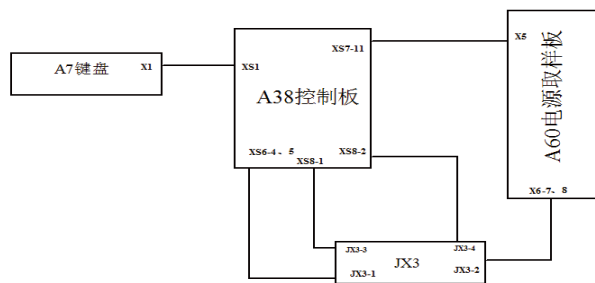 XS7-11
X5
A7键盘
X1
XS1
A38控制板
A60电源取样板
XS6-4、5
XS8-1
XS8-2
X6-7、8
JX3-3
JX3-4
JX3
JX3-1
JX3-2